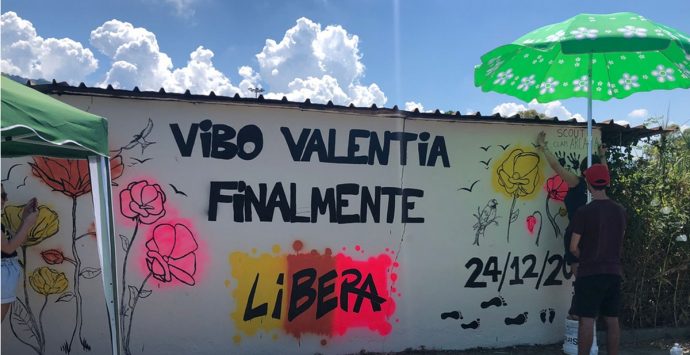 VIBO VALENTIA
FINALMENTE
LIBERA
SCOUT
24/12/20